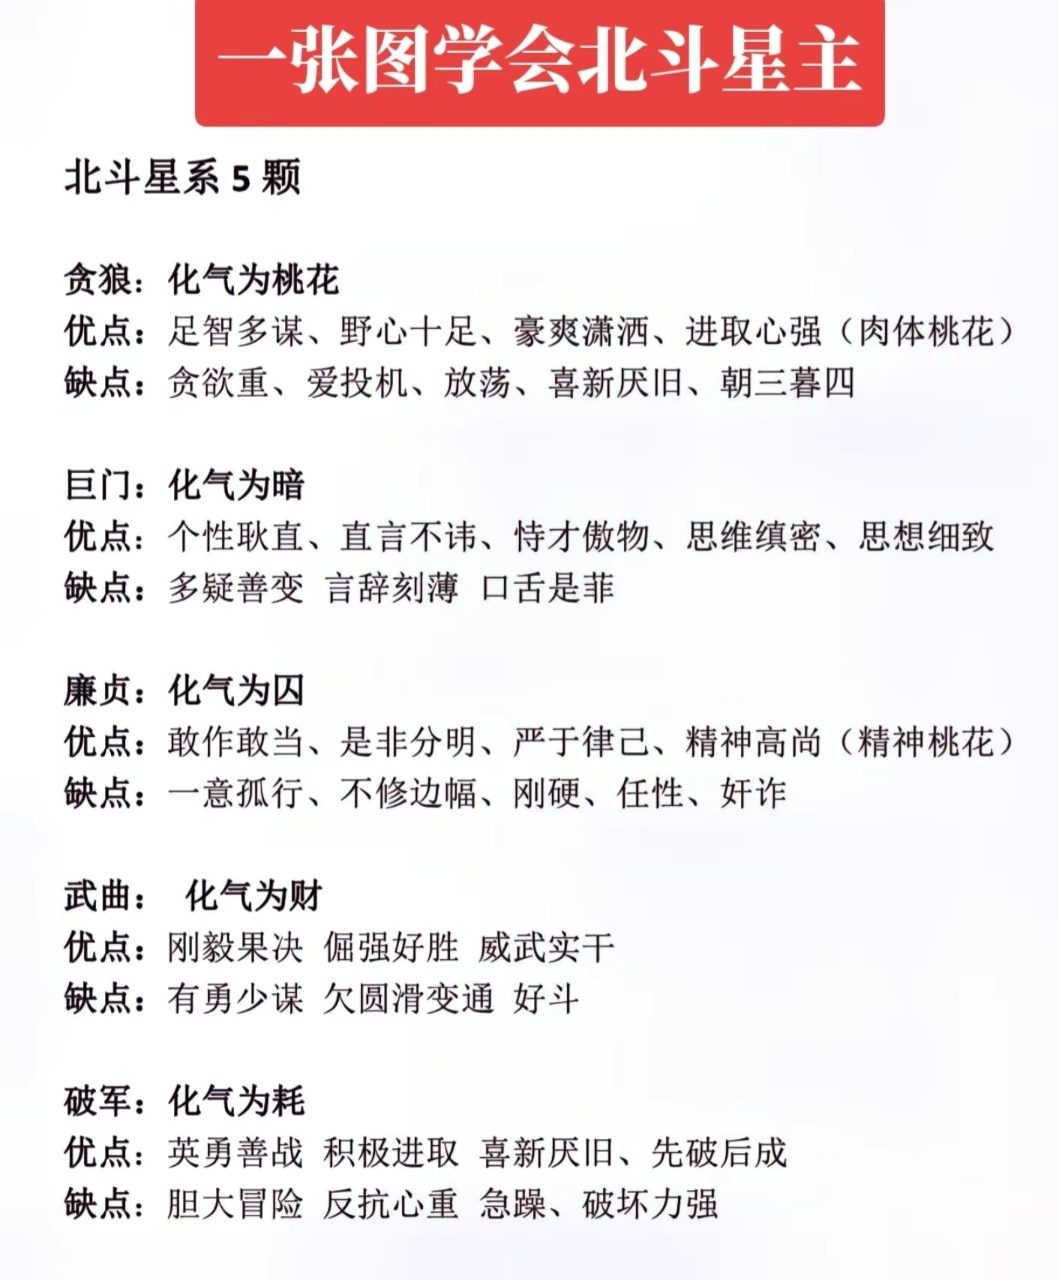 一张图学会北斗星主
北斗星系5颗
贪狼：化气为桃花
优点：足智多谋、野心十足、豪爽潇洒、进取心强（肉体桃花）
缺点：贪欲重、爱投机、放荡、喜新厌旧、朝三暮四
巨门：化气为暗
优点：个性耿直、直言不讳、恃才傲物、思维缜密、思想细致
缺点：多疑善变 言辞刻薄 口舌是菲
廉贞：化气为囚
优点：敢作敢当、是非分明、严于律己、精神高尚（精神桃花）
缺点：一意孤行、不修边幅、刚硬、任性、奸诈
武曲： 化气为财
优点：刚毅果决 倔强好胜 威武实干
缺点：有勇少谋 欠圆滑变通 好斗
破军：化气为耗
优点：英勇善战 积极进取 喜新厌旧、先破后成
缺点：胆大冒险 反抗心重 急躁、破坏力强